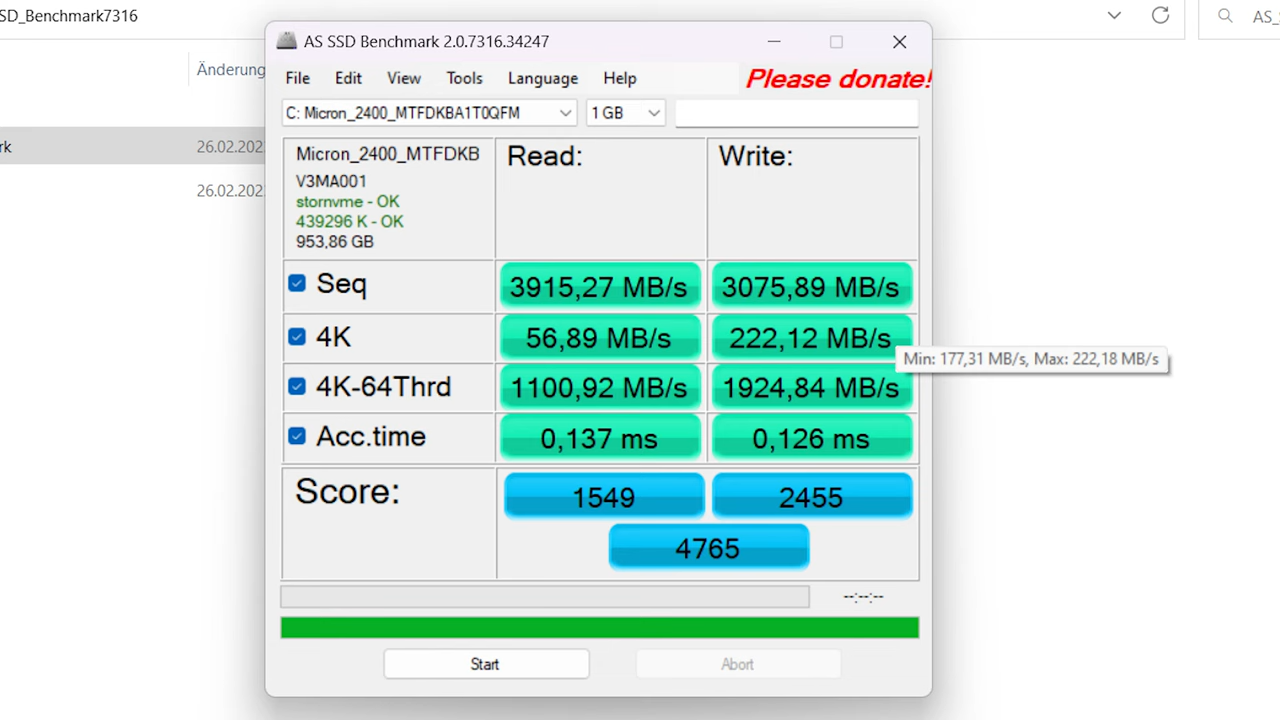 SD_Benchmark7316
AS_
Änderung
rk
26.02.202
26.02.202
AS SSD Benchmark 2.0.7316.34247
File Edit View Tools Language Help
Please donate!
C: Micron_2400_MTFDKBA1T0QFM
1 GB
Micron_2400_MTFDKB
V3MA001
stornvme - OK
439296 K - OK
953,86 GB
Read: Write:
Seq 3915,27 MB/s 3075,89 MB/s
4K 56,89 MB/s 222,12 MB/s
Min: 177,31 MB/s, Max: 222,18 MB/s
4K-64Thrd 1100,92 MB/s 1924,84 MB/s
Acc.time 0,137 ms 0,126 ms
Score: 1549 2455
4765
--:--:--
Start Abort